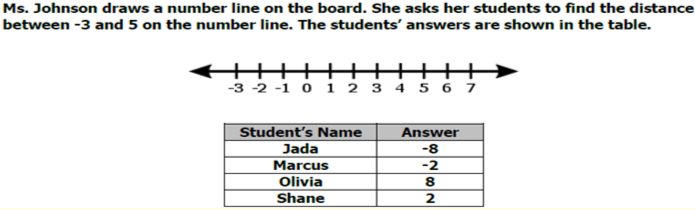 Ms. Johnson draws a number line on the board. She asks her students to find the distance
between -3 and 5 on the number line. The students' answers are shown in the table.
-3 -2 -1 0 1 2 3 4 5 6 7
Student's Name Answer
Jada -8
Marcus -2
Olivia 8
Shane 2